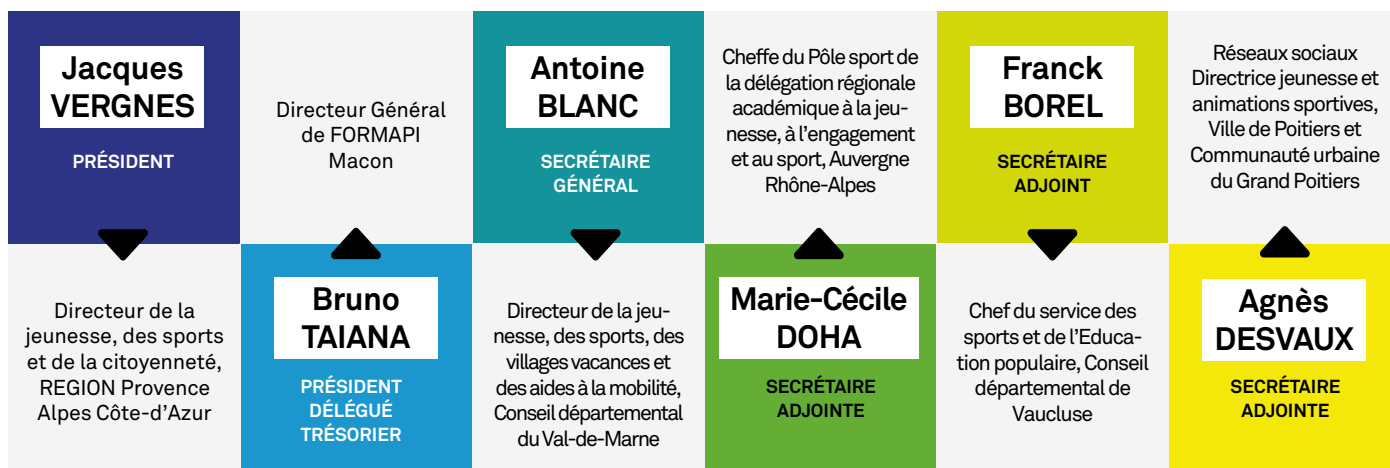 Jacques
VERGNES
PRÉSIDENT
Directeur de la
jeunesse, des sports
et de la citoyenneté,
REGION Provence
Alpes Côte-d’Azur
Directeur Général
de FORMAPI
Macon
Bruno
TAIANA
PRÉSIDENT
DÉLÉGUÉ
TRÉSORIER
Antoine
BLANC
SECRÉTAIRE
GÉNÉRAL
Directeur de la jeu-
nesse, des sports, des
villages vacances et
des aides à la mobilité,
Conseil départemental
du Val-de-Marne
Cheffe du Pôle sport de
la délégation régionale
académique à la jeu-
nesse, à l’engagement
et au sport, Auvergne
Rhône-Alpes
Marie-Cécile
DOHA
SECRÉTAIRE
ADJOINTE
Franck
BOREL
SECRÉTAIRE
ADJOINT
Chef du service des
sports et de l’Educa-
tion populaire, Conseil
départemental de
Vaucluse
Réseaux sociaux
Directrice jeunesse et
animations sportives,
Ville de Poitiers et
Communauté urbaine
du Grand Poitiers
Agnès
DESVAUX
SECRÉTAIRE
ADJOINTE